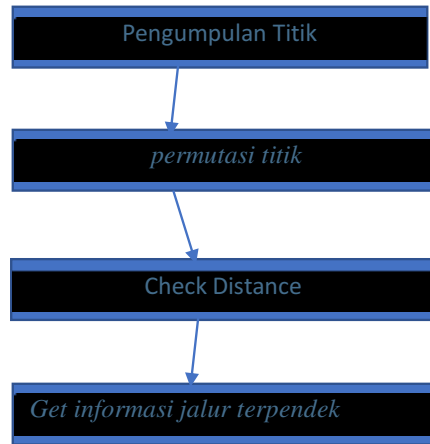 Pengumpulan Titik
permutasi titik
Check Distance
Get informasi jalur terpendek